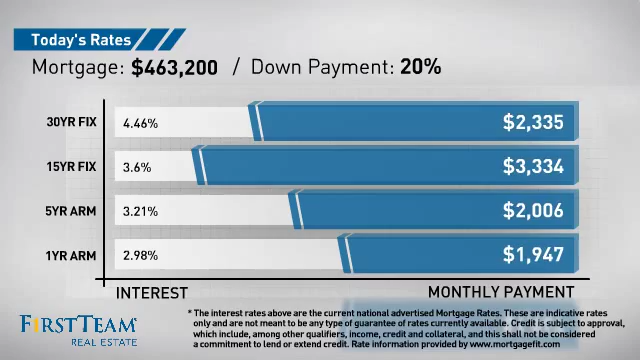 Today's Rates
Mortgage: $463,200 / Down Payment: 20%
30YR FIX 4.46% $2,335
15YR FIX 3.6% $3,334
5YR ARM 3.21% $2,006
1YR ARM 2.98% $1,947
INTEREST MONTHLY PAYMENT
FIRSTTEAM®
REAL ESTATE
* The interest rates above are the current national advertised Mortgage Rates. These are indicative rates
only and are not meant to be any type of guarantee of rates currently available. Credit is subject to approval,
which include, among other qualifiers, income, credit and collateral, and this shall not be considered
a commitment to lend or extend credit. Rate information provided by www.mortgagefit.com